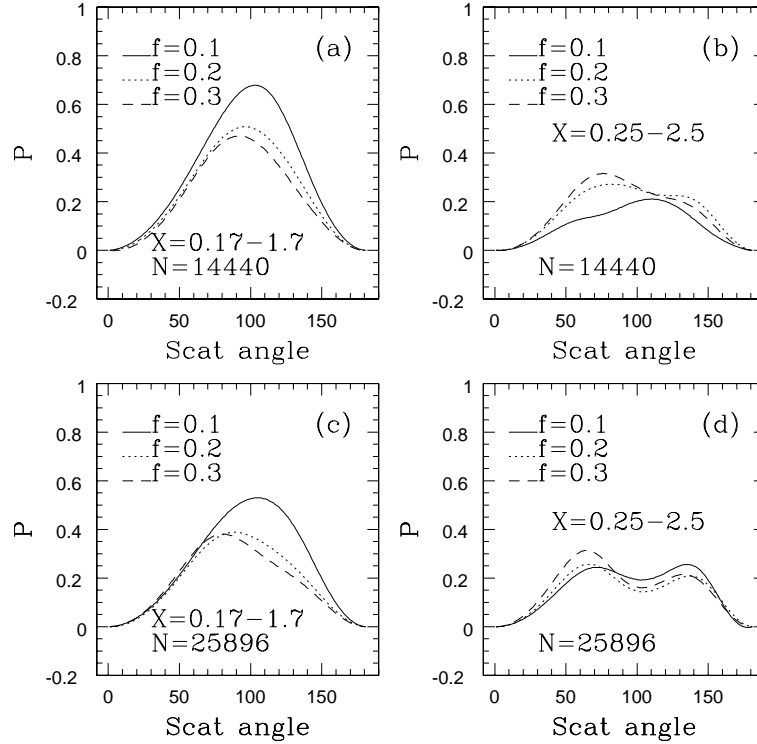 1
f=0.1
(a)
0.8
f=0.2
f=0.3
0.6
P
0.4
0.2
X=0.17−1.7
0
N=14440
-0.2
0 50 100 150
Scat angle
1
f=0.1
(b)
0.8
f=0.2
f=0.3
0.6
X=0.25−2.5
P
0.4
0.2
0
N=14440
-0.2
0 50 100 150
Scat angle
1
f=0.1
(c)
0.8
f=0.2
f=0.3
0.6
P
0.4
0.2
X=0.17−1.7
0
N=25896
-0.2
0 50 100 150
Scat angle
1
f=0.1
(d)
0.8
f=0.2
f=0.3
0.6
X=0.25−2.5
P
0.4
0.2
0
N=25896
-0.2
0 50 100 150
Scat angle